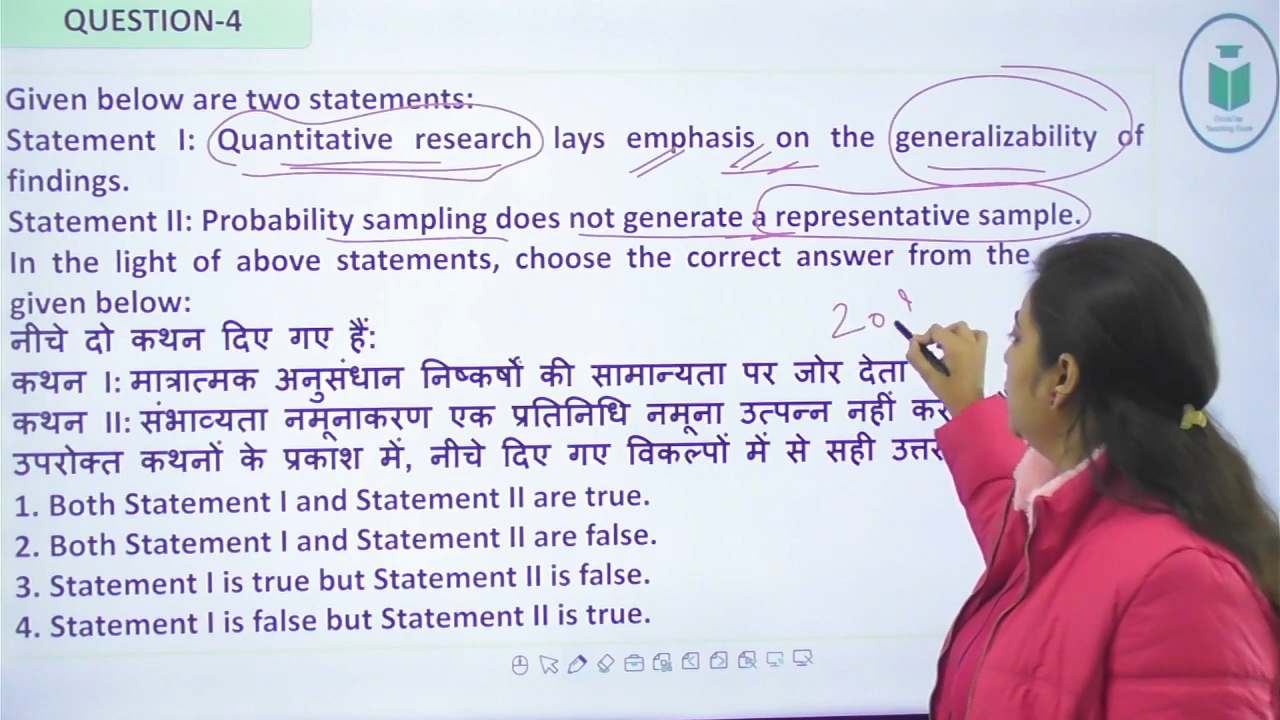 QUESTION-4
Given below are two statements:
Statement I: Quantitative research lays emphasis on the generalizability of
findings.
Statement II: Probability sampling does not generate a representative sample.
In the light of above statements, choose the correct answer from the
given below:
नीचे दो कथन दिए गए हैं:
कथन I: मात्रात्मक अनुसंधान निष्कर्षों की सामान्यता पर जोर देता
कथन II: संभाव्यता नमूनाकरण एक प्रतिनिधि नमूना उत्पन्न नहीं
उपरोक्त कथनों के प्रकाश में, नीचे दिए गए विकल्पों में से सही
1. Both Statement I and Statement II are true.
2. Both Statement I and Statement II are false.
3. Statement I is true but Statement II is false.
4. Statement I is false but Statement II is true.
20